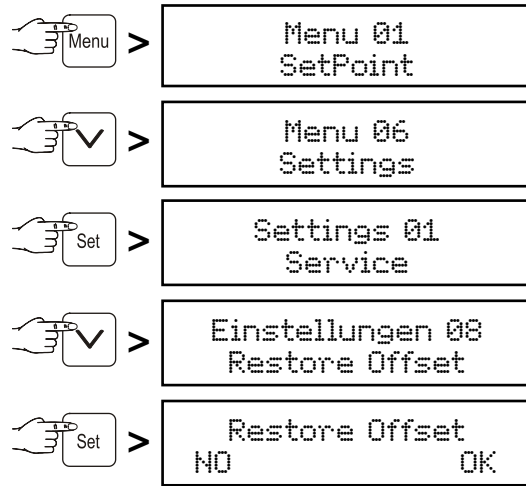 Menu > Menu 01
SetPoint
> Menu 06
Settings
Set > Settings 01
Service
> Einstellungen 08
Restore Offset
Set > Restore Offset
NO OK